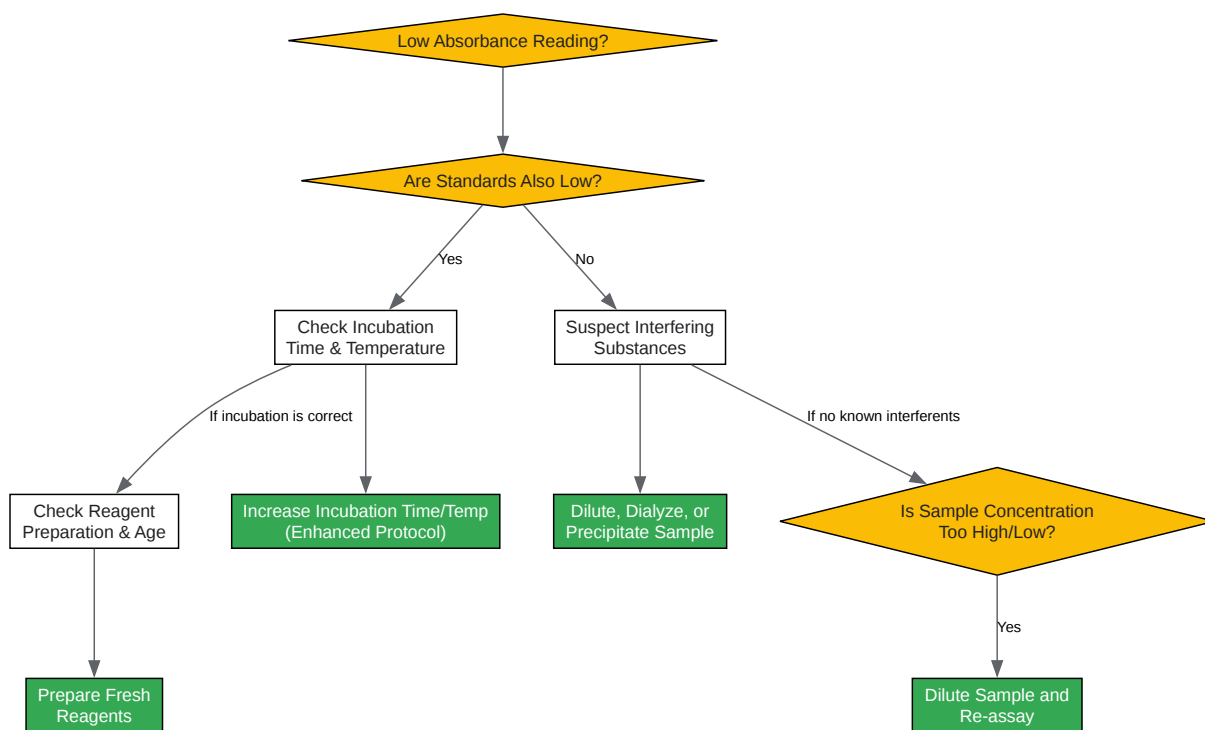 Low Absorbance Reading?
Are Standards Also Low?
Yes
No
Check Incubation
Time & Temperature
Suspect Interfering
Substances
If incubation is correct
If no known interferents
Check Reagent
Preparation & Age
Increase Incubation Time/Temp
(Enhanced Protocol)
Dilute, Dialyze, or
Precipitate Sample
Is Sample Concentration
Too High/Low?
Yes
Prepare Fresh
Reagents
Dilute Sample and
Re-assay